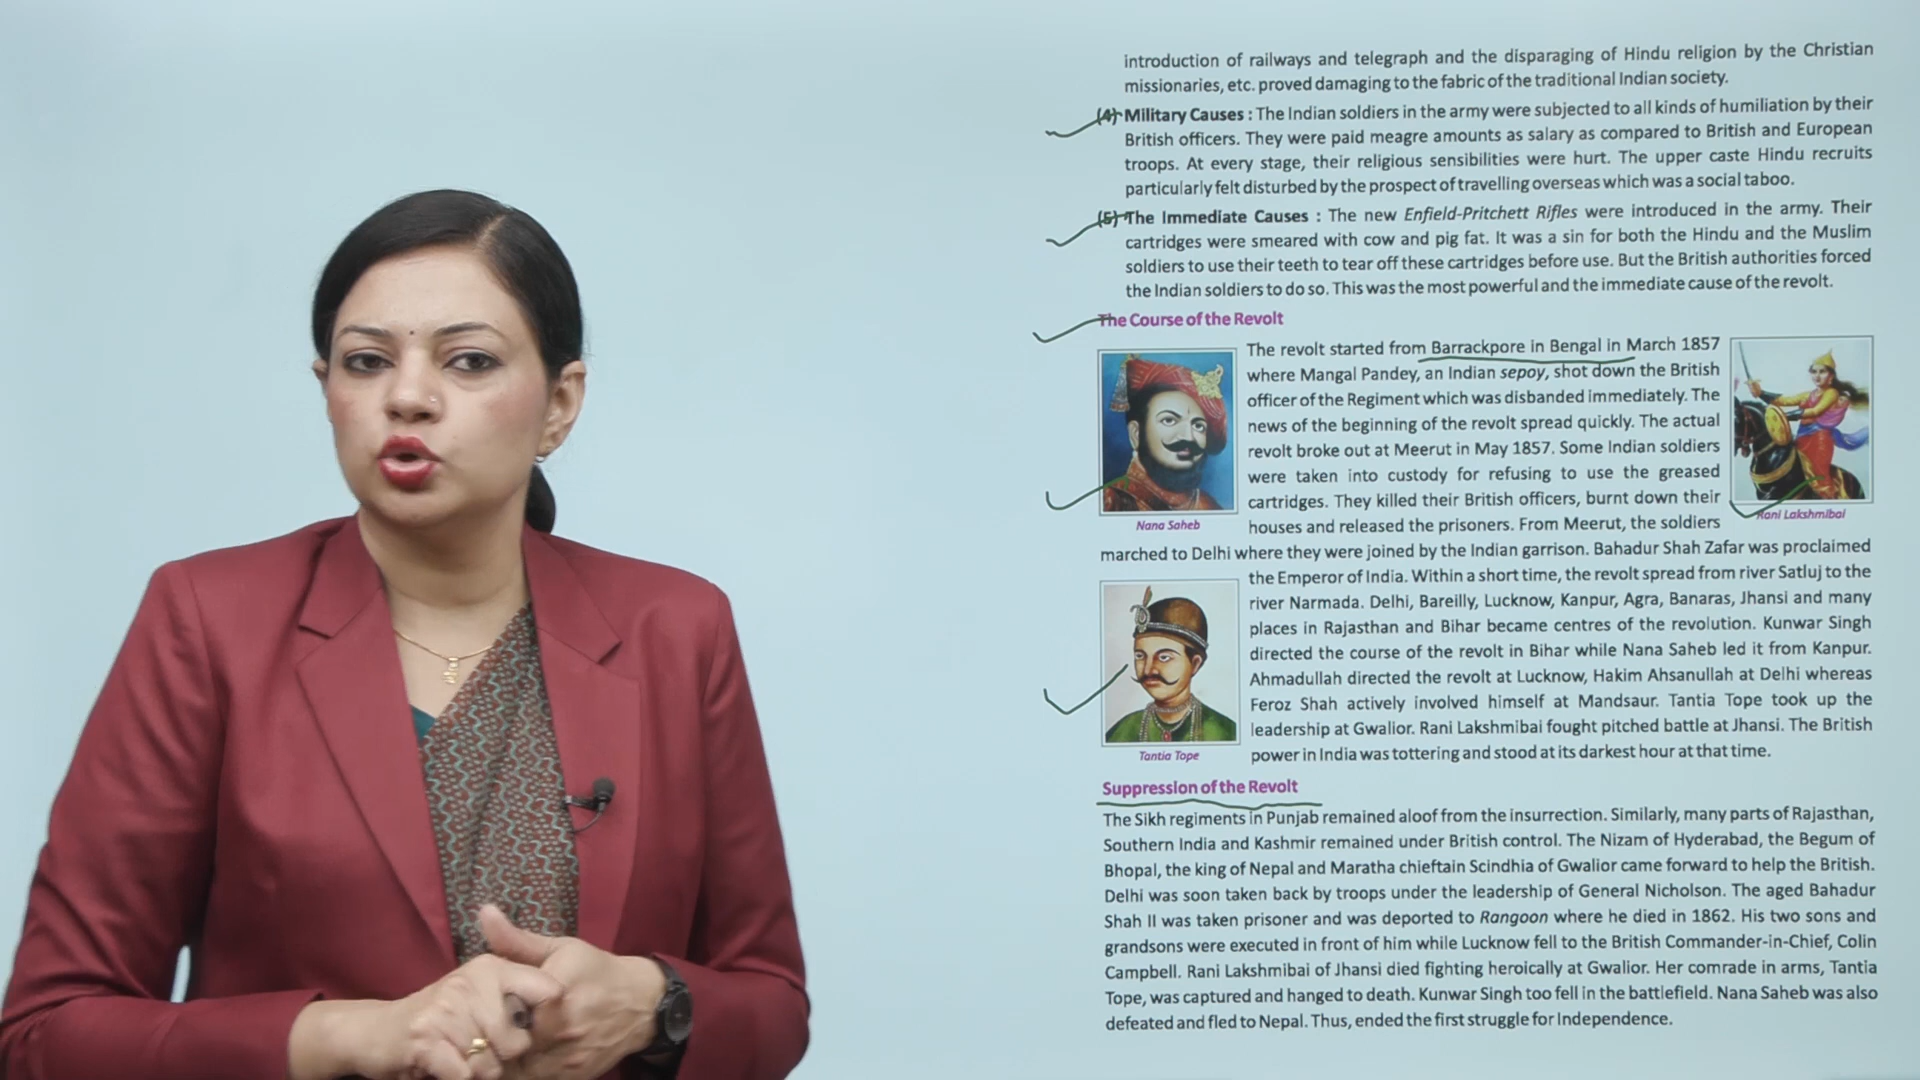 introduction of railways and telegraph and the disparaging of Hindu religion by the Christian
missionaries, etc. proved damaging to the fabric of the traditional Indian society.
(4) Military Causes : The Indian soldiers in the army were subjected to all kinds of humiliation by their
British officers. They were paid meagre amounts as salary as compared to British and European
troops. At every stage, their religious sensibilities were hurt. The upper caste Hindu recruits
particularly felt disturbed by the prospect of travelling overseas which was a social taboo.
(5) The Immediate Causes : The new Enfield-Pritchett Rifles were introduced in the army. Their
cartridges were smeared with cow and pig fat. It was a sin for both the Hindu and the Muslim
soldiers to use their teeth to tear off these cartridges before use. But the British authorities forced
the Indian soldiers to do so. This was the most powerful and the immediate cause of the revolt.
The Course of the Revolt
The revolt started from Barrackpore in Bengal in March 1857
where Mangal Pandey, an Indian sepoy, shot down the British
officer of the Regiment which was disbanded immediately. The
news of the beginning of the revolt spread quickly. The actual
revolt broke out at Meerut in May 1857. Some Indian soldiers
were taken into custody for refusing to use the greased
cartridges. They killed their British officers, burnt down their
houses and released the prisoners. From Meerut, the soldiers
Nana Saheb
Rani Lakshmibai
marched to Delhi where they were joined by the Indian garrison. Bahadur Shah Zafar was proclaimed
the Emperor of India. Within a short time, the revolt spread from river Satluj to the
river Narmada. Delhi, Bareilly, Lucknow, Kanpur, Agra, Banaras, Jhansi and many
places in Rajasthan and Bihar became centres of the revolution. Kunwar Singh
directed the course of the revolt in Bihar while Nana Saheb led it from Kanpur.
Ahmadullah directed the revolt at Lucknow, Hakim Ahsanullah at Delhi whereas
Feroz Shah actively involved himself at Mandsaur. Tantia Tope took up the
leadership at Gwalior. Rani Lakshmibai fought pitched battle at Jhansi. The British
power in India was tottering and stood at its darkest hour at that time.
Tantia Tope
Suppression of the Revolt
The Sikh regiments in Punjab remained aloof from the insurrection. Similarly, many parts of Rajasthan,
Southern India and Kashmir remained under British control. The Nizam of Hyderabad, the Begum of
Bhopal, the king of Nepal and Maratha chieftain Scindhia of Gwalior came forward to help the British.
Delhi was soon taken back by troops under the leadership of General Nicholson. The aged Bahadur
Shah II was taken prisoner and was deported to Rangoon where he died in 1862. His two sons and
grandsons were executed in front of him while Lucknow fell to the British Commander-in-Chief, Colin
Campbell. Rani Lakshmibai of Jhansi died fighting heroically at Gwalior. Her comrade in arms, Tantia
Tope, was captured and hanged to death. Kunwar Singh too fell in the battlefield. Nana Saheb was also
defeated and fled to Nepal. Thus, ended the first struggle for Independence.